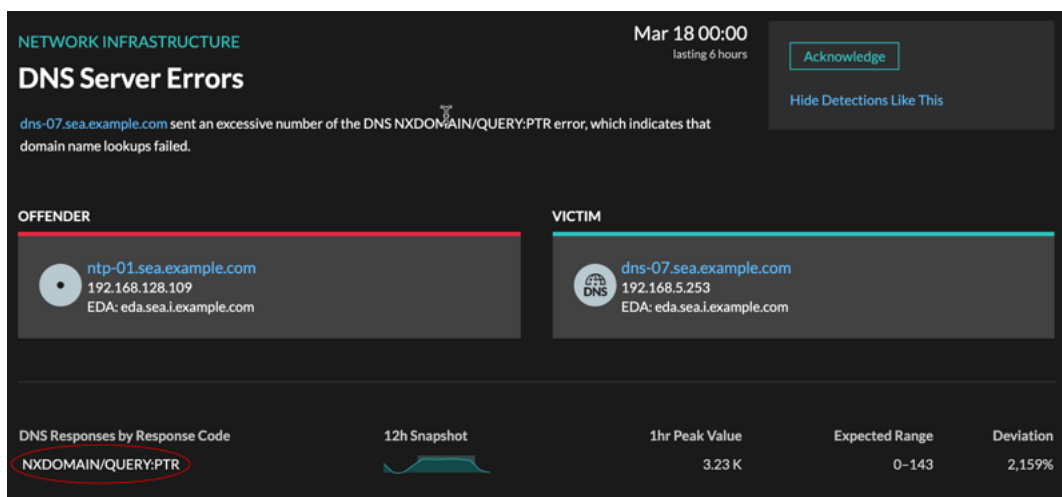 NETWORK INFRASTRUCTURE
DNS Server Errors
dns-07.sea.example.com sent an excessive number of the DNS NXDOMAIN/QUERY:PTR error, which indicates that
domain name lookups failed.
Mar 18 00:00
lasting 6 hours
Acknowledge
Hide Detections Like This
OFFENDER
ntp-01.sea.example.com
192.168.128.109
EDA: eda.sea.i.example.com
VICTIM
DNS
dns-07.sea.example.com
192.168.5.253
EDA: eda.sea.i.example.com
DNS Responses by Response Code 12h Snapshot 1hr Peak Value Expected Range Deviation
NXDOMAIN/QUERY:PTR 3.23 K 0–143 2,159%